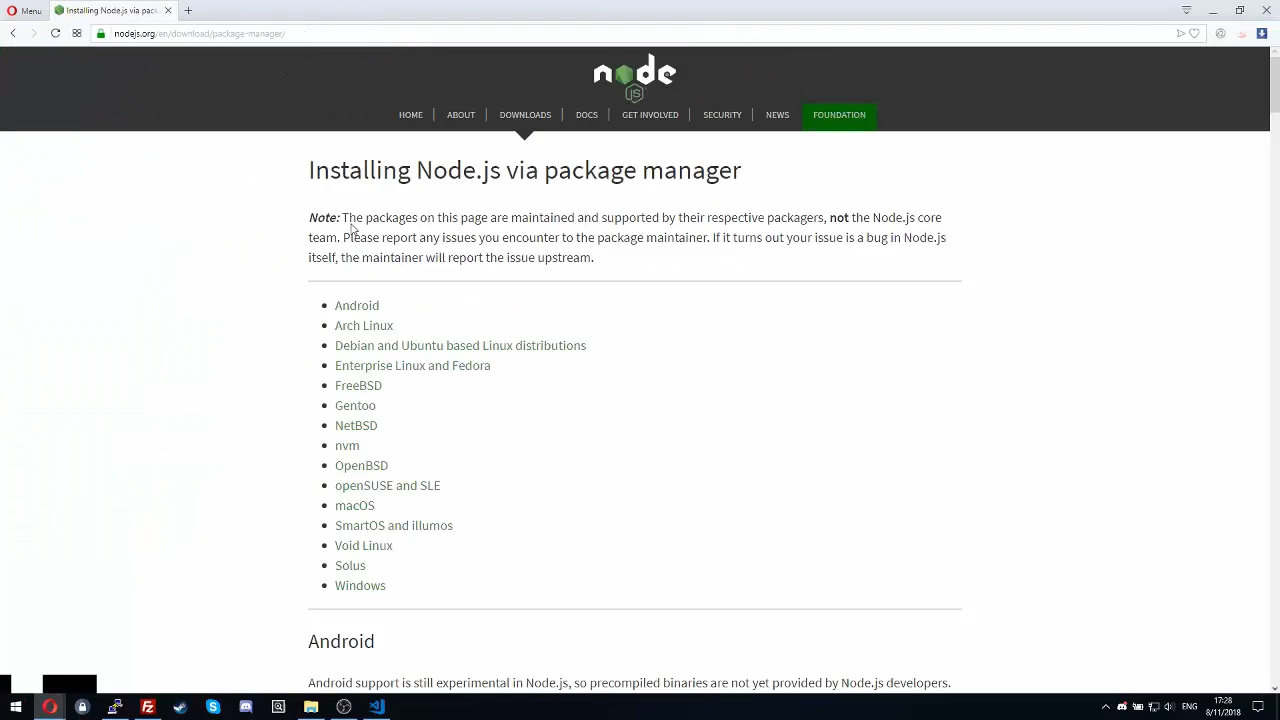 Menu
Installing Node.js via pack
nodejs.org/en/download/package-manager/
node
JS
HOME
ABOUT
DOWNLOADS
DOCS
GET INVOLVED
SECURITY
NEWS
FOUNDATION
Installing Node.js via package manager
Note: The packages on this page are maintained and supported by their respective packagers, not the Node.js core
team. Please report any issues you encounter to the package maintainer. If it turns out your issue is a bug in Node.js
itself, the maintainer will report the issue upstream.
Android
Arch Linux
Debian and Ubuntu based Linux distributions
Enterprise Linux and Fedora
FreeBSD
Gentoo
NetBSD
nvm
OpenBSD
openSUSE and SLE
macOS
SmartOS and illumos
Void Linux
Solus
Windows
Android
Android support is still experimental in Node.js, so precompiled binaries are not yet provided by Node.js developers.
ENG
17:28
8/11/2018